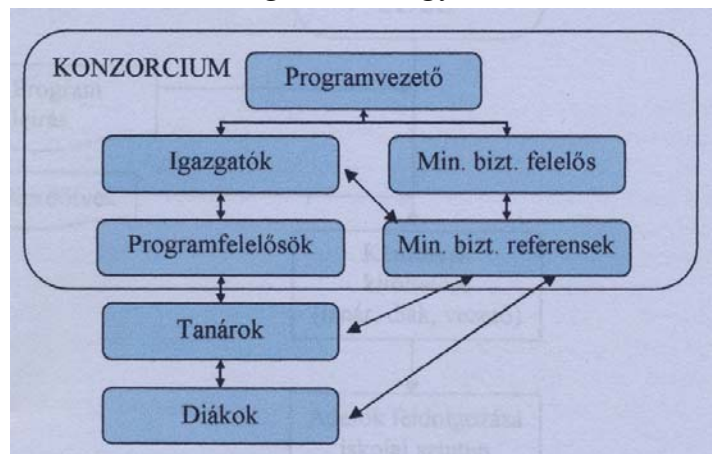 KONZORCIUM
Programvezető
Igazgatók
Min. bizt. felelős
Programfelelősök
Min. bizt. referensek
Tanárok
Diákok